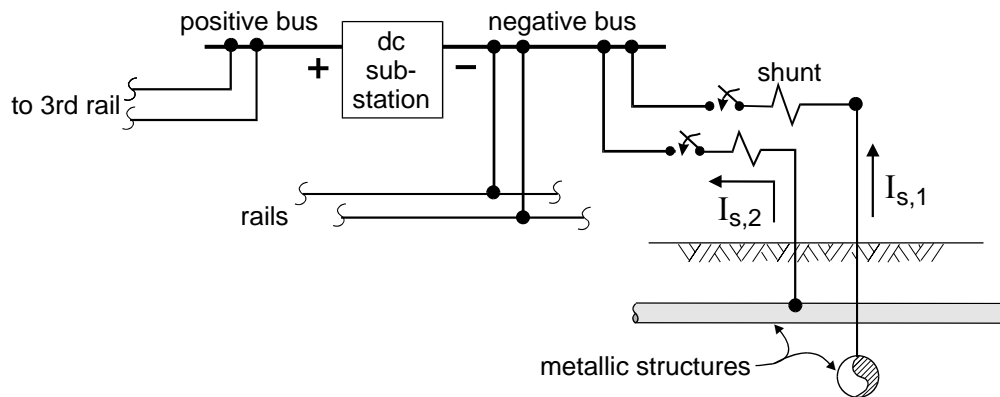 positive bus
negative bus
dc
sub-
station
+
−
shunt
to 3rd rail
rails
I_s,2
I_s,1
metallic structures